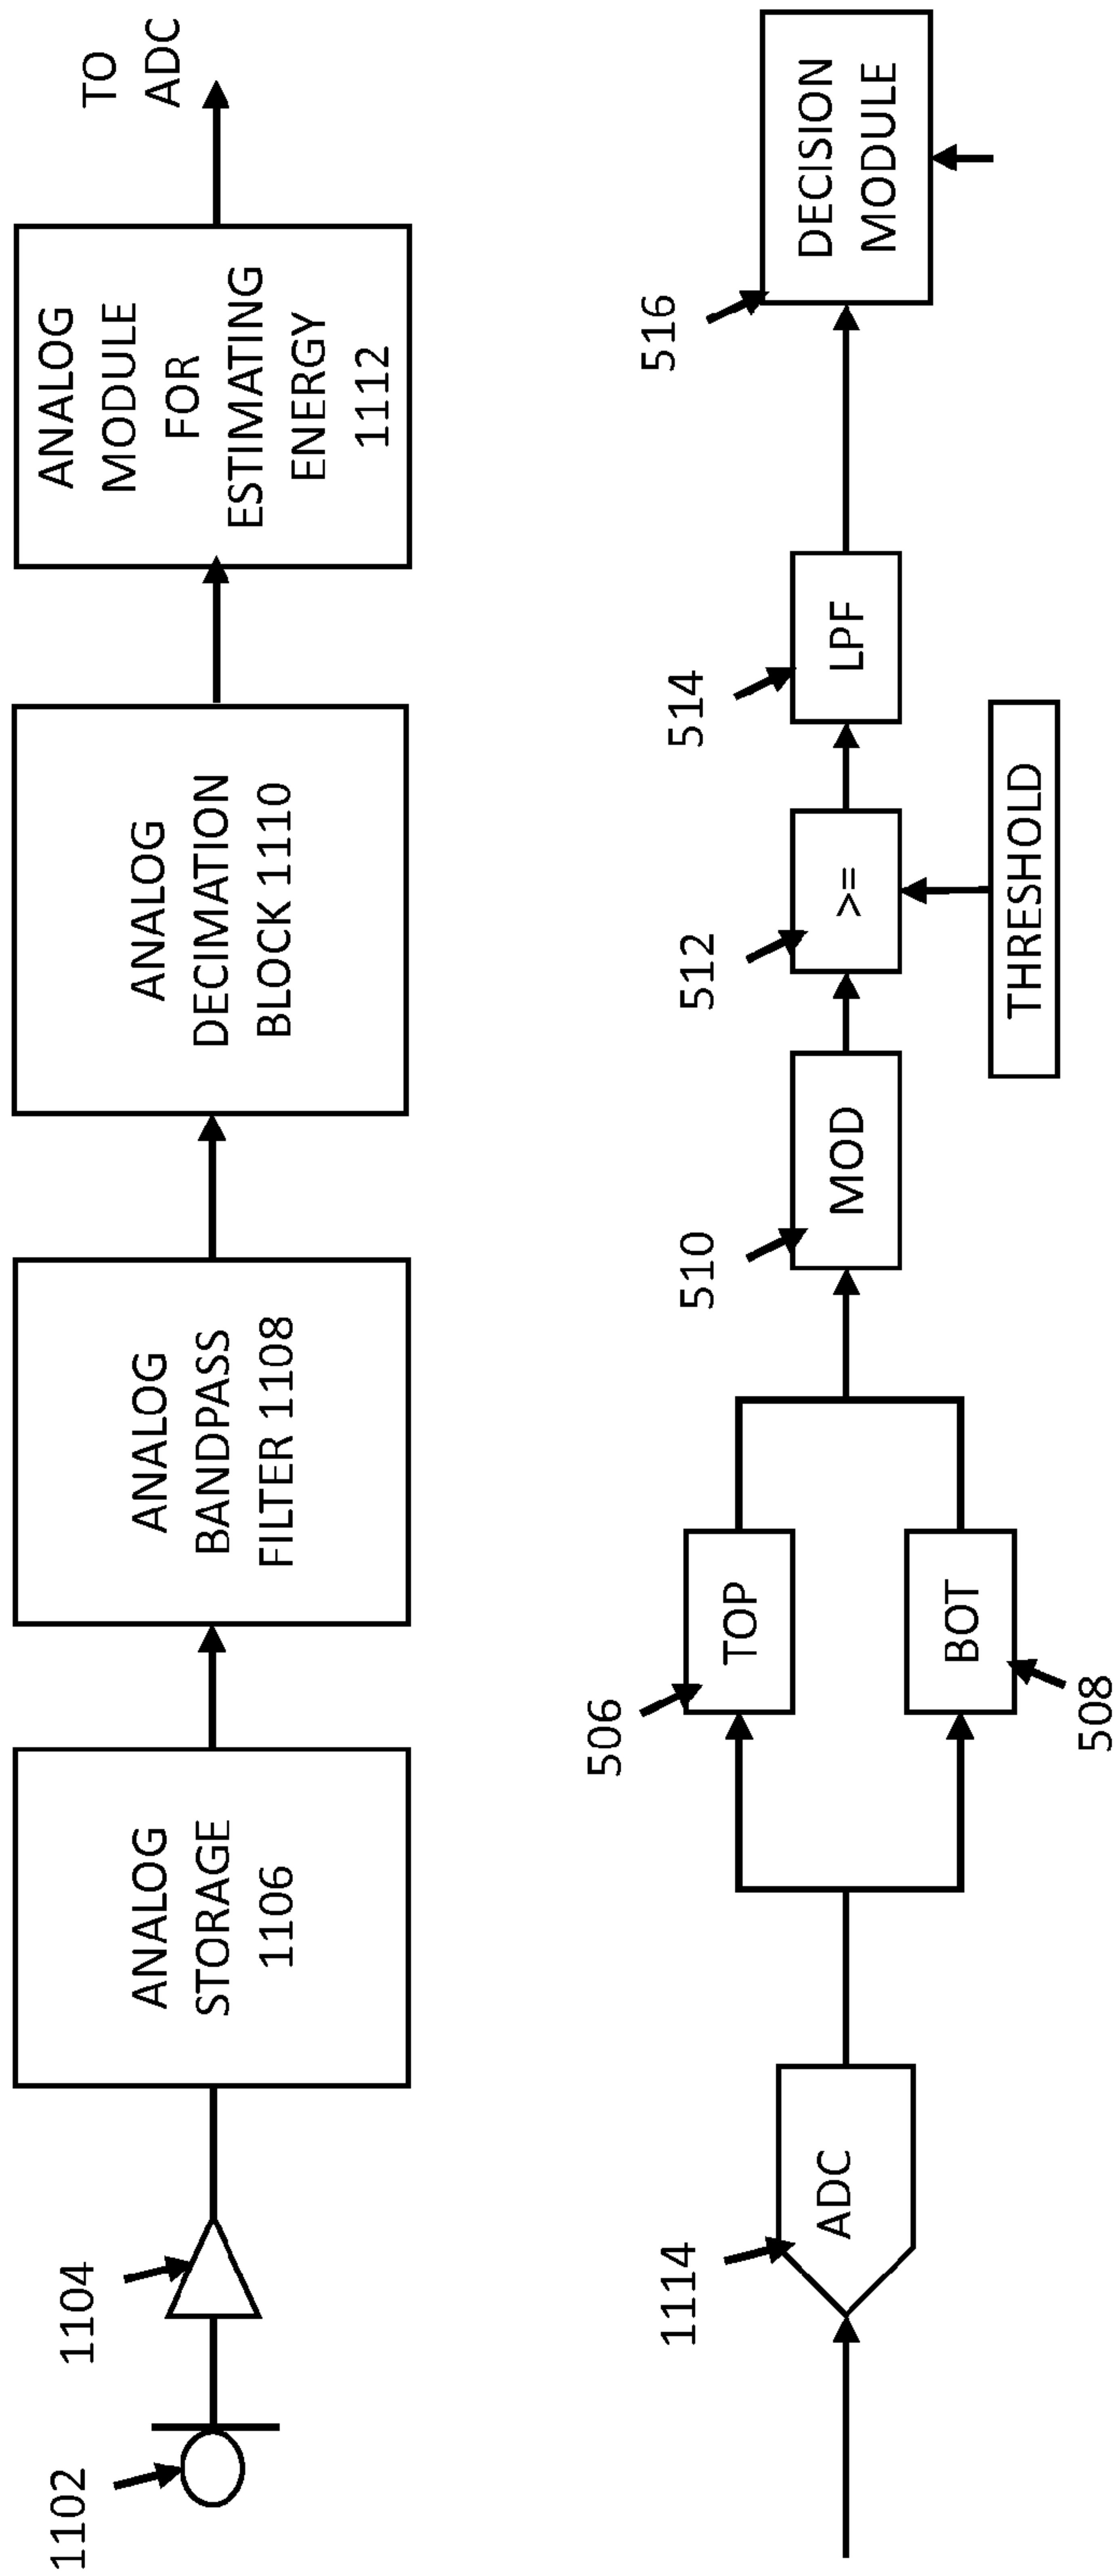 1102
1104
ANALOG
STORAGE
1106
ANALOG
BANDPASS
FILTER 1108
ANALOG
DECIMATION
BLOCK 1110
ANALOG
MODULE
FOR
ESTIMATING
ENERGY
1112
TO
ADC
1114
ADC
506
TOP
BOT
508
510
MOD
512
>=
THRESHOLD
514
LPF
516
DECISION
MODULE